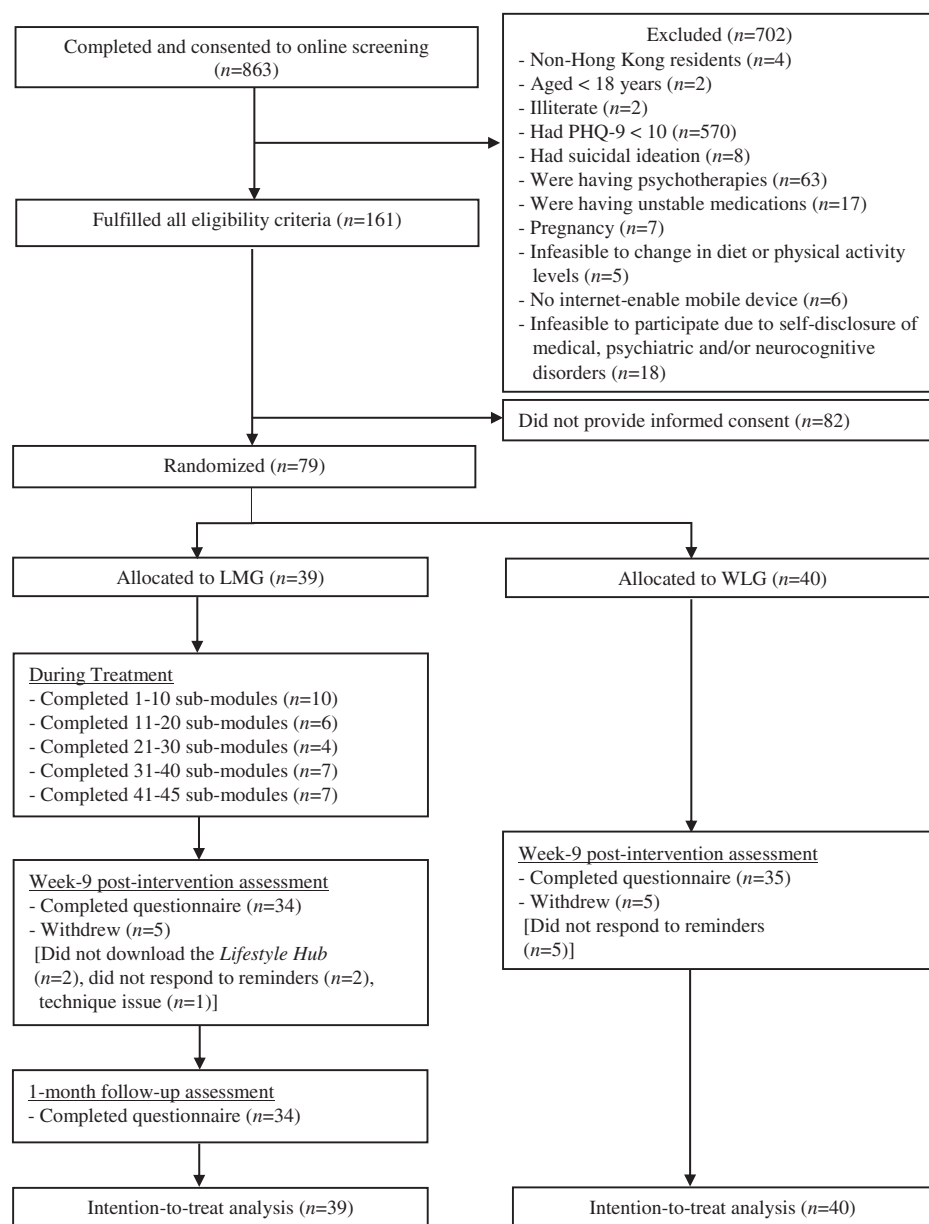 Completed and consented to online screening
(n=863)
Excluded (n=702)
- Non-Hong Kong residents (n=4)
- Aged < 18 years (n=2)
- Illiterate (n=2)
- Had PHQ-9 < 10 (n=570)
- Had suicidal ideation (n=8)
- Were having psychotherapies (n=63)
- Were having unstable medications (n=17)
- Pregnancy (n=7)
- Infeasible to change in diet or physical activity
levels (n=5)
- No internet-enable mobile device (n=6)
- Infeasible to participate due to self-disclosure of
medical, psychiatric and/or neurocognitive
disorders (n=18)
Fulfilled all eligibility criteria (n=161)
Did not provide informed consent (n=82)
Randomized (n=79)
Allocated to LMG (n=39)
Allocated to WLG (n=40)
During Treatment
- Completed 1-10 sub-modules (n=10)
- Completed 11-20 sub-modules (n=6)
- Completed 21-30 sub-modules (n=4)
- Completed 31-40 sub-modules (n=7)
- Completed 41-45 sub-modules (n=7)
Week-9 post-intervention assessment
- Completed questionnaire (n=34)
- Withdrew (n=5)
[Did not download the Lifestyle Hub
(n=2), did not respond to reminders (n=2),
technique issue (n=1)]
Week-9 post-intervention assessment
- Completed questionnaire (n=35)
- Withdrew (n=5)
[Did not respond to reminders
(n=5)]
1-month follow-up assessment
- Completed questionnaire (n=34)
Intention-to-treat analysis (n=39)
Intention-to-treat analysis (n=40)